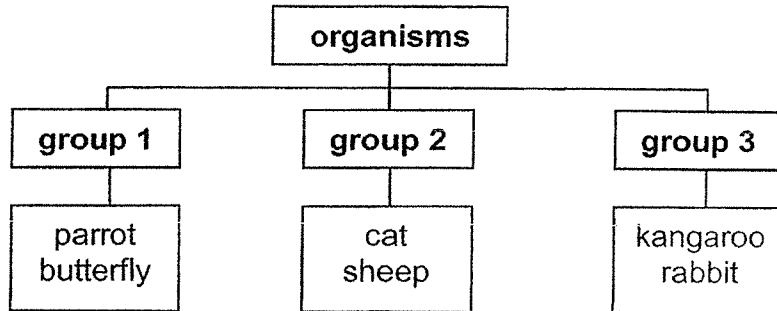 organisms
group 1
group 2
group 3
parrot
butterfly
cat
sheep
kangaroo
rabbit